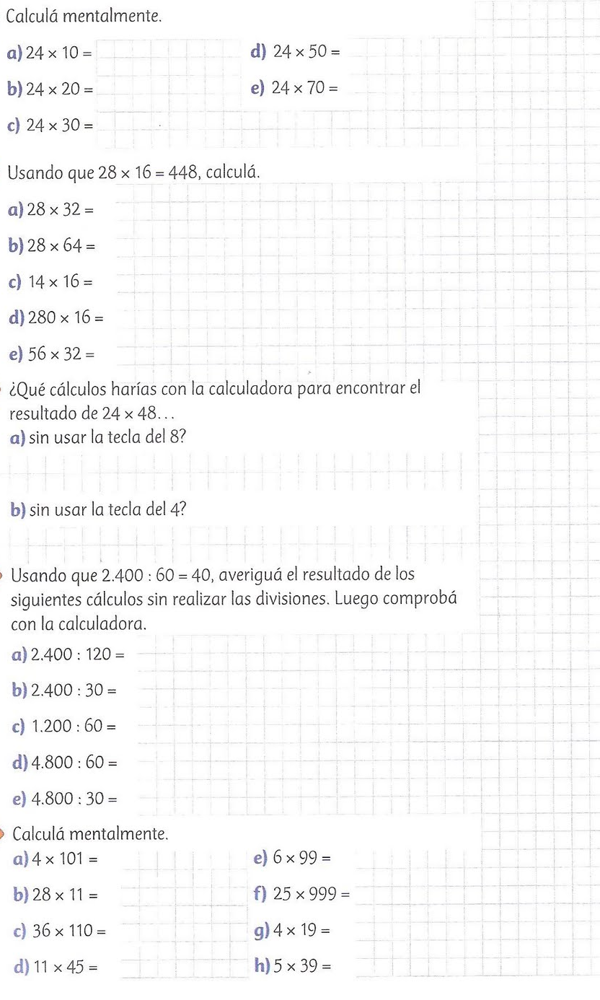 Calculá mentalmente.
a) 24 × 10 =
d) 24 × 50 =
b) 24 × 20 =
e) 24 × 70 =
c) 24 × 30 =
Usando que 28 × 16 = 448, calculá.
a) 28 × 32 =
b) 28 × 64 =
c) 14 × 16 =
d) 280 × 16 =
e) 56 × 32 =
¿Qué cálculos harías con la calculadora para encontrar el
resultado de 24 × 48...
a) sin usar la tecla del 8?
b) sin usar la tecla del 4?
Usando que 2.400 : 60 = 40, averiguá el resultado de los
siguientes cálculos sin realizar las divisiones. Luego comprobá
con la calculadora.
a) 2.400 : 120 =
b) 2.400 : 30 =
c) 1.200 : 60 =
d) 4.800 : 60 =
e) 4.800 : 30 =
Calculá mentalmente.
a) 4 × 101 =
e) 6 × 99 =
b) 28 × 11 =
f) 25 × 999 =
c) 36 × 110 =
g) 4 × 19 =
d) 11 × 45 =
h) 5 × 39 =